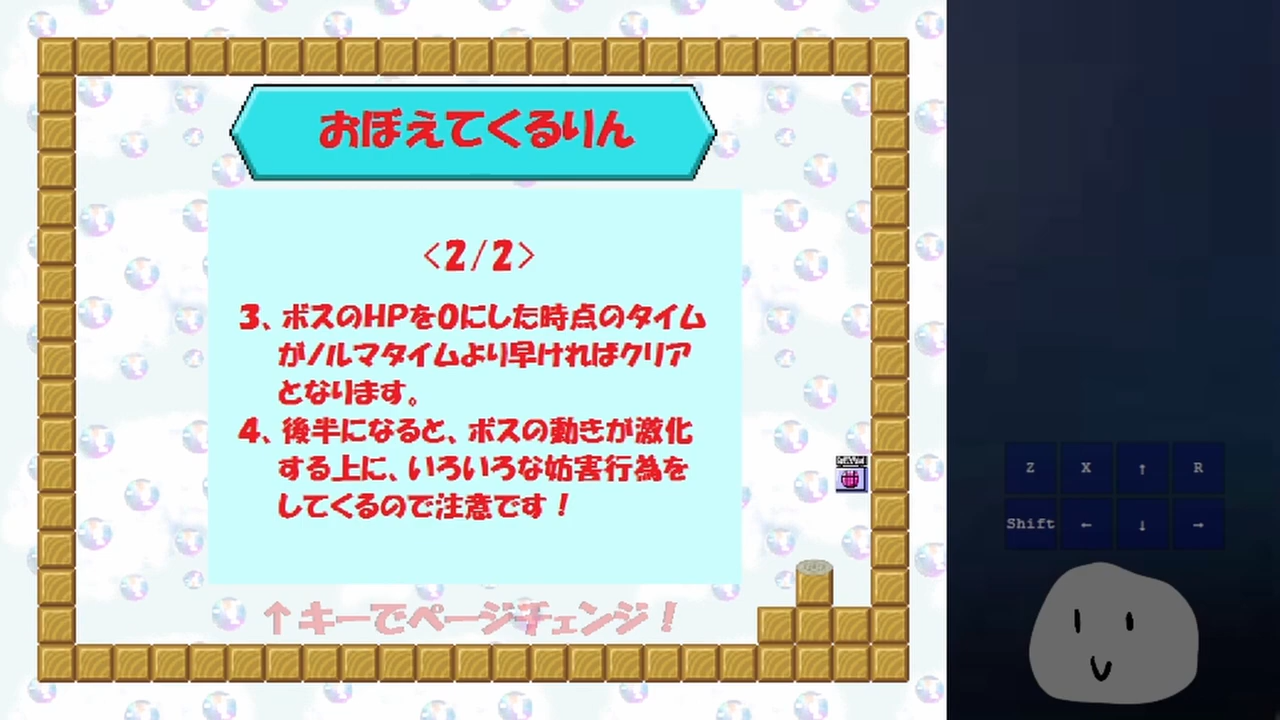 おぼえてくるりん
<2/2>
3、ボスのHPを0にした時点のタイム
がノルマタイムより早ければクリア
となります。
4、後半になると、ボスの動きが激化
する上に、いろいろな妨害行為を
してくるので注意です！
↑キーでページチェンジ！
Z X ↑ R
Shift ← ↓ →